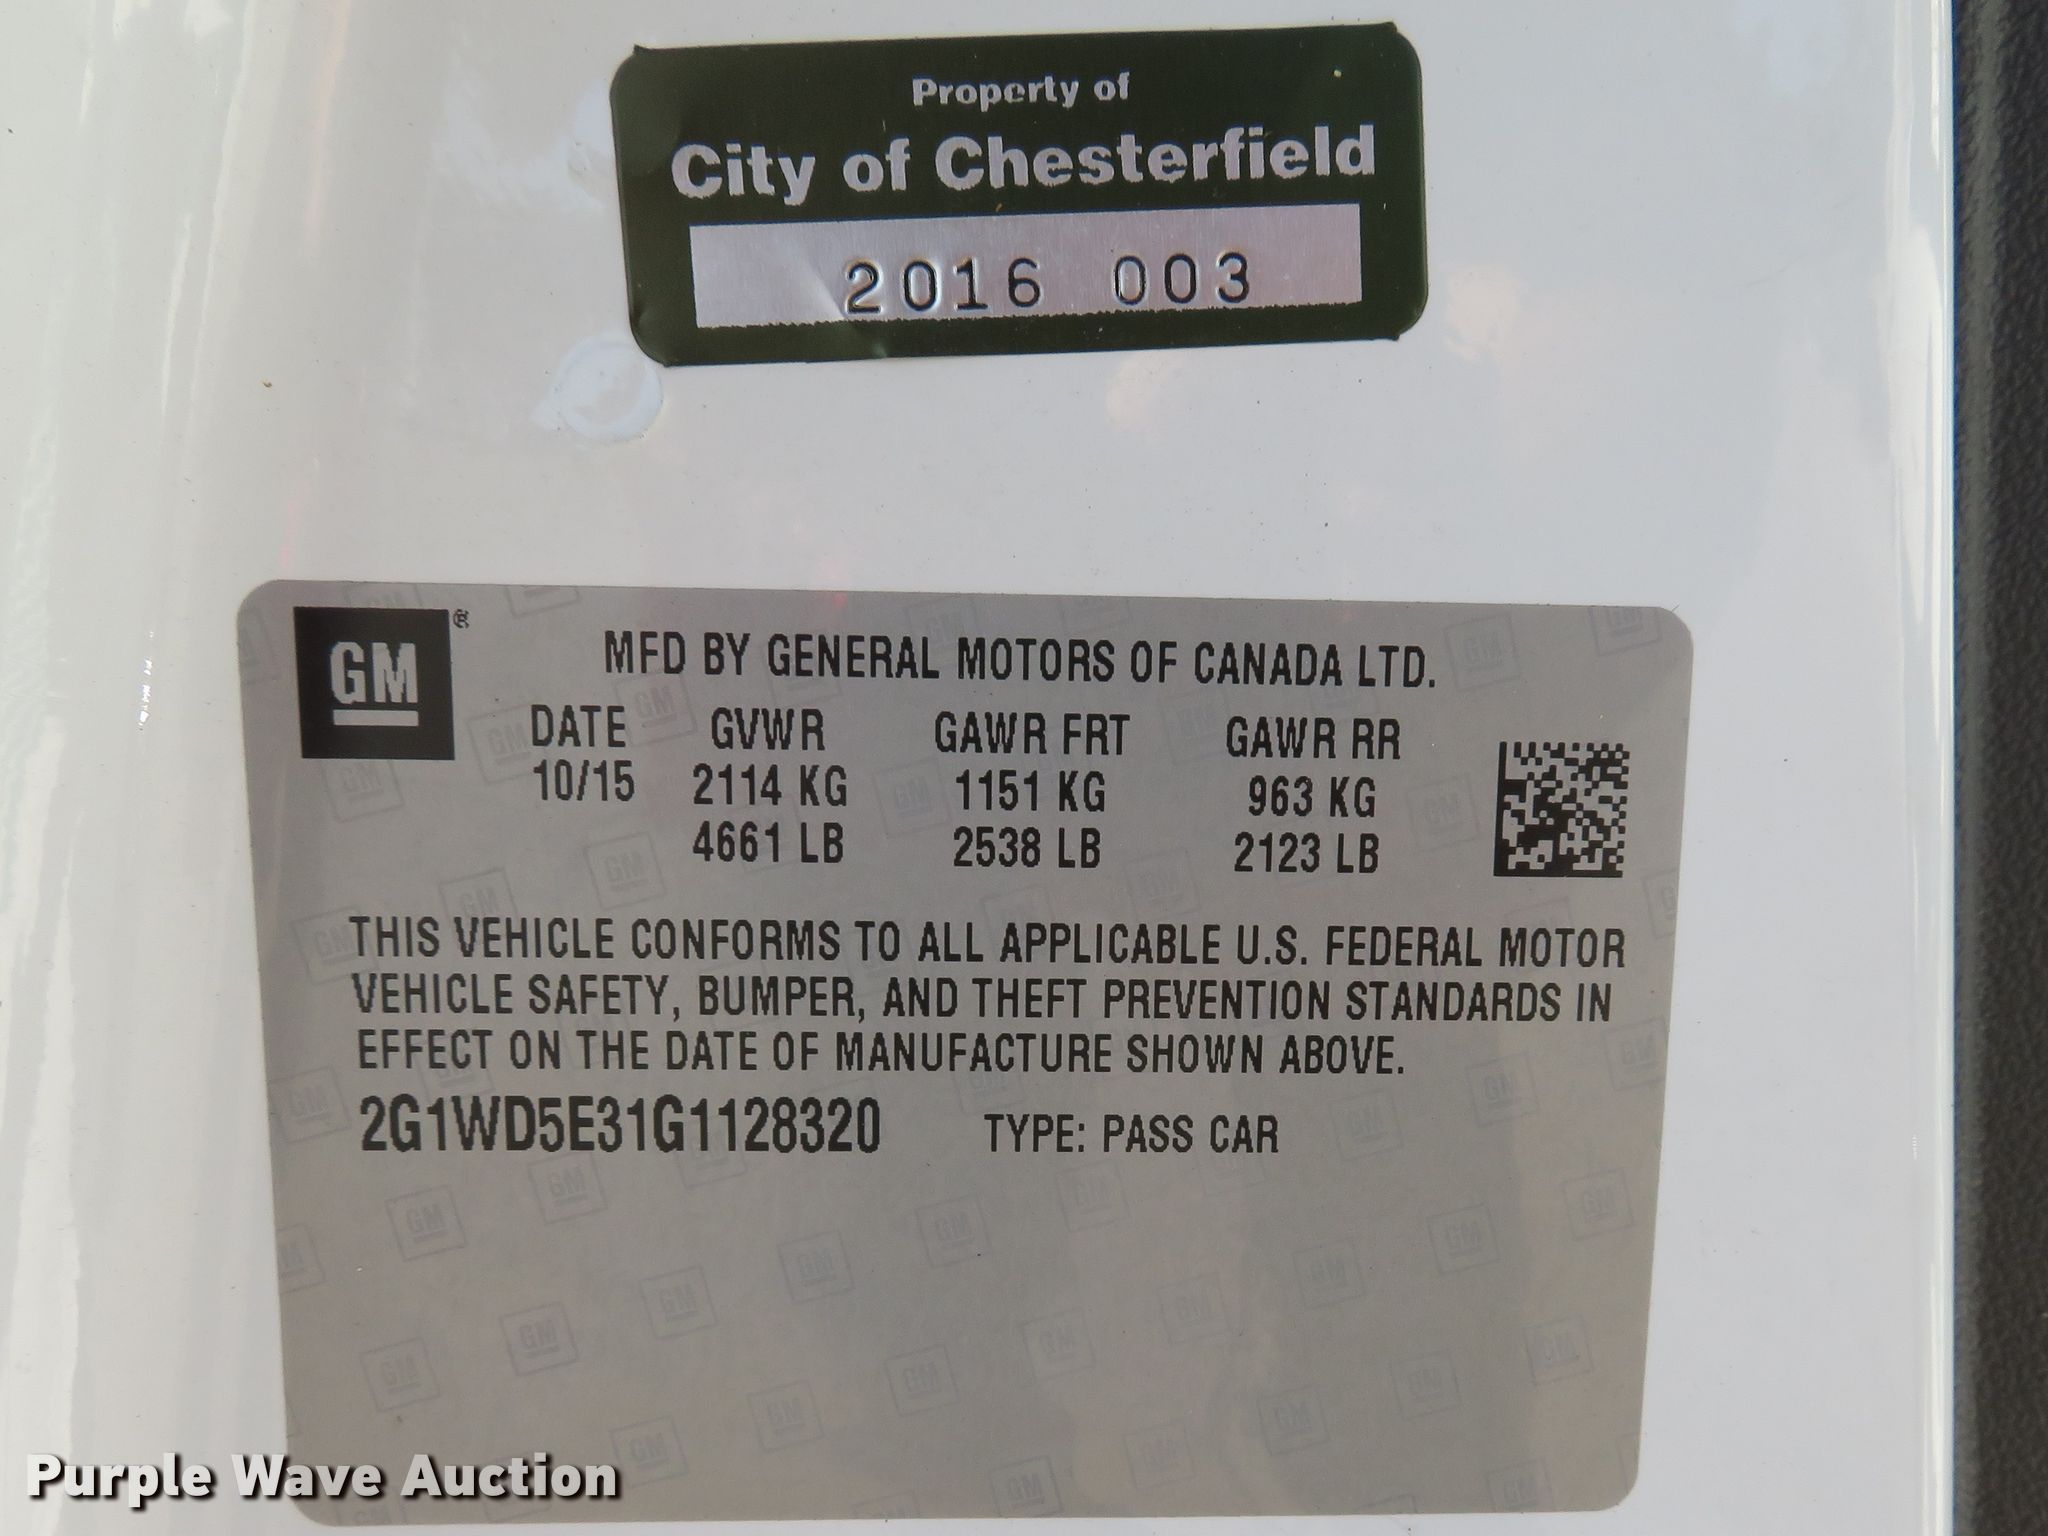 Property of
City of Chesterfield
2016 003
GM®
MFD BY GENERAL MOTORS OF CANADA LTD.
DATE GVWR GAWR FRT GAWR RR
10/15 2114 KG 1151 KG 963 KG
4661 LB 2538 LB 2123 LB
THIS VEHICLE CONFORMS TO ALL APPLICABLE U.S. FEDERAL MOTOR
VEHICLE SAFETY, BUMPER, AND THEFT PREVENTION STANDARDS IN
EFFECT ON THE DATE OF MANUFACTURE SHOWN ABOVE.
2G1WD5E31G1128320 TYPE: PASS CAR
Purple Wave Auction